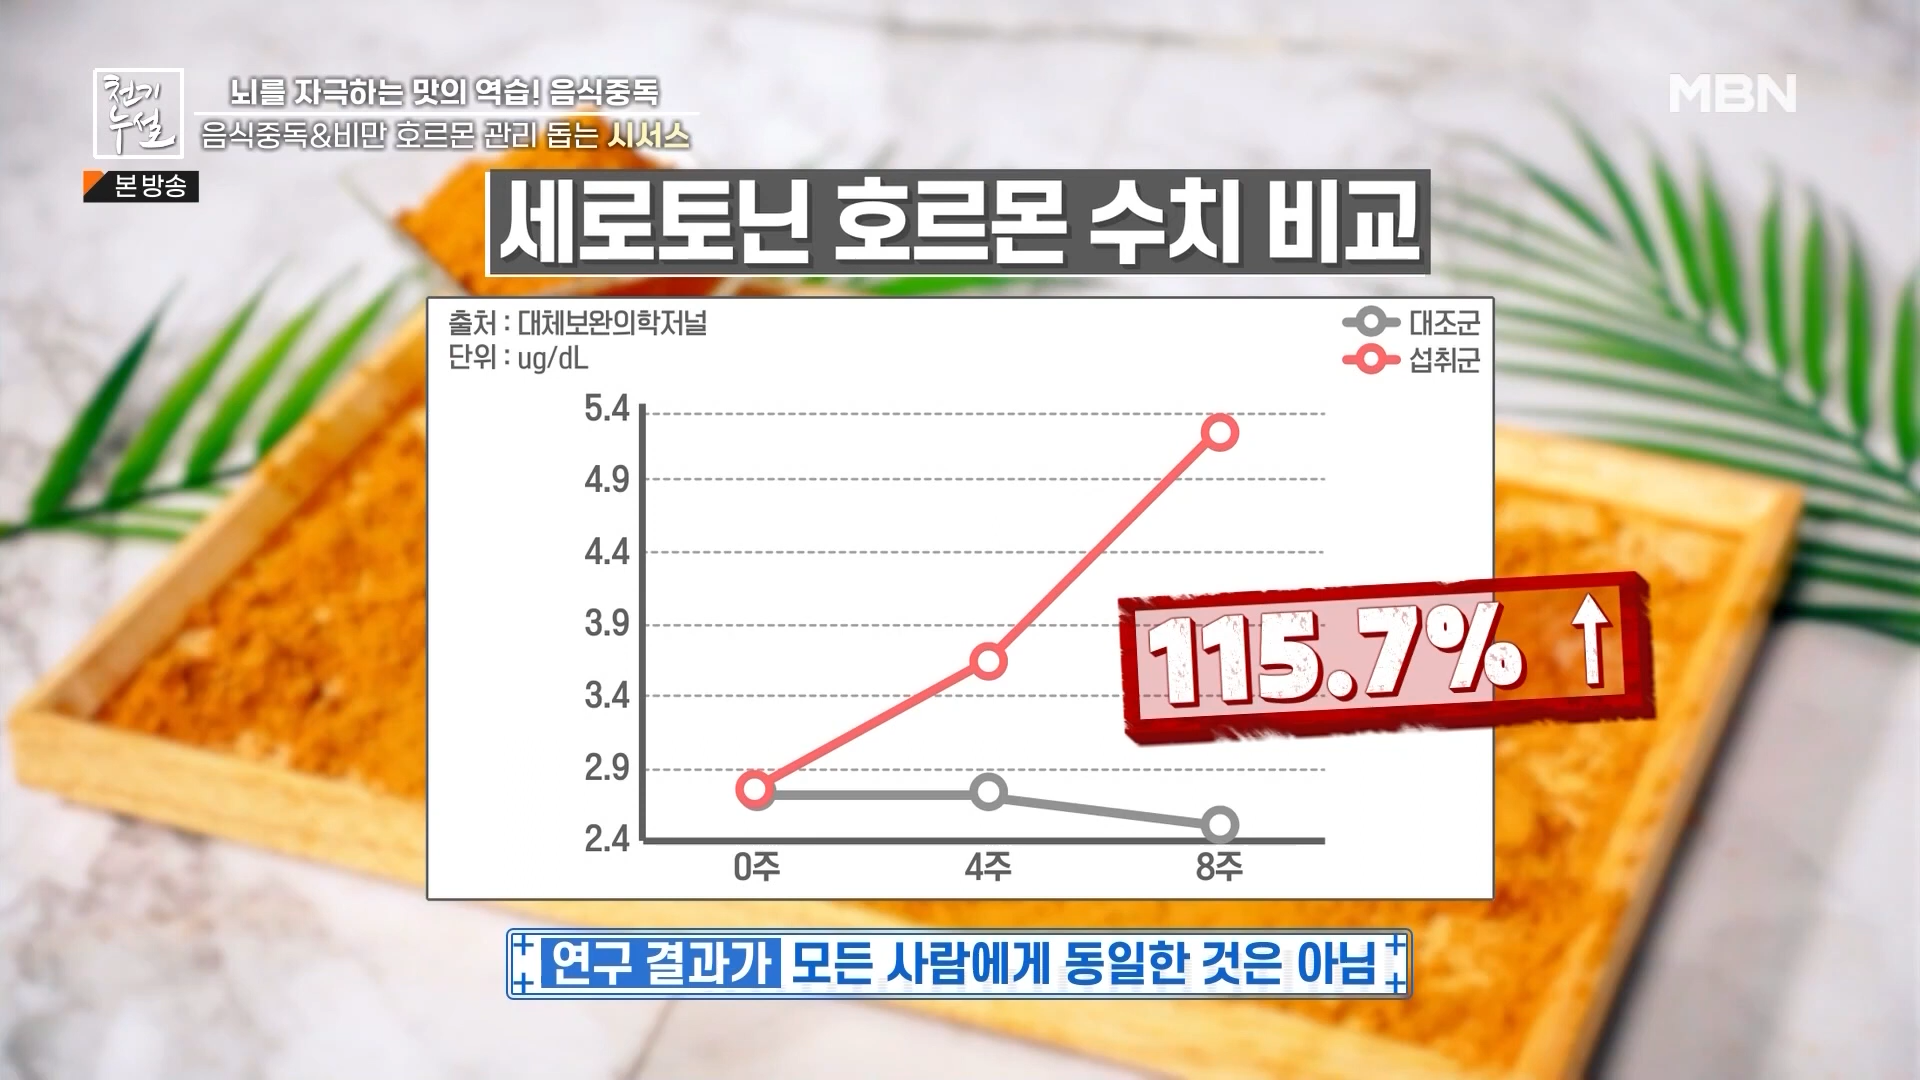 천기누설
뇌를 자극하는 맛의 역습! 음식중독
음식중독&비만 호르몬 관리 돕는 시서스
본 방송
MBN
세로토닌 호르몬 수치 비교
출처 : 대체보완의학저널
단위 : ug/dL
대조군
섭취군
5.4
4.9
4.4
3.9
3.4
2.9
2.4
0주
4주
8주
115.7% ↑
연구 결과가 모든 사람에게 동일한 것은 아님